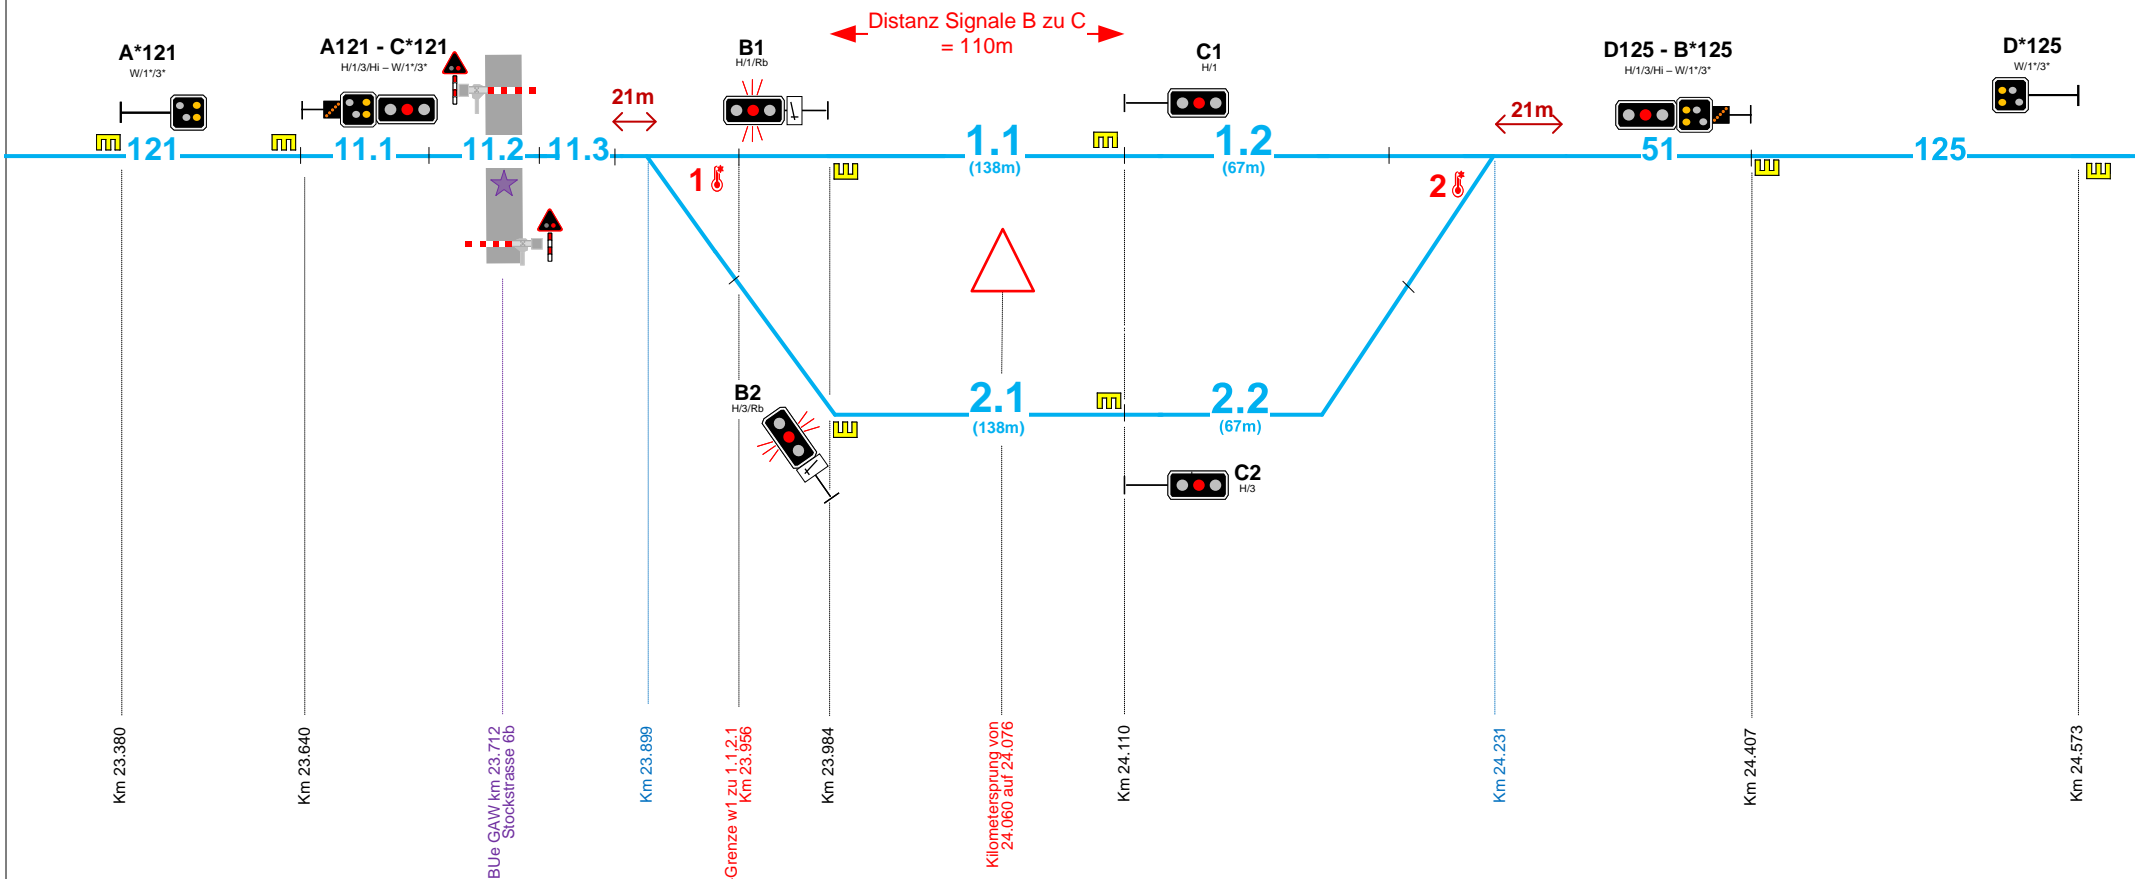 Distanz Signale B zu C
= 110m
A*121
W/1*/3*
A121 - C*121
H/1/3/Hi – W/1*/3*
B1
H/1/Rb
C1
H/1
D125 - B*125
H/1/3/Hi – W/1*/3*
D*125
W/1*/3*
21m
21m
121
11.1
11.2
11.3
1.1
(138m)
1.2
(67m)
51
125
1
2
B2
H/3/Rb
2.1
(138m)
2.2
(67m)
C2
H/3
Km 23.380
Km 23.640
BUe GAW km 23.712
Stockstrasse 6b
Km 23.899
Grenze w1 zu 1.1,2.1
Km 23.956
Km 23.984
Kilometersprung von
24.060 auf 24.076
Km 24.110
Km 24.231
Km 24.407
Km 24.573